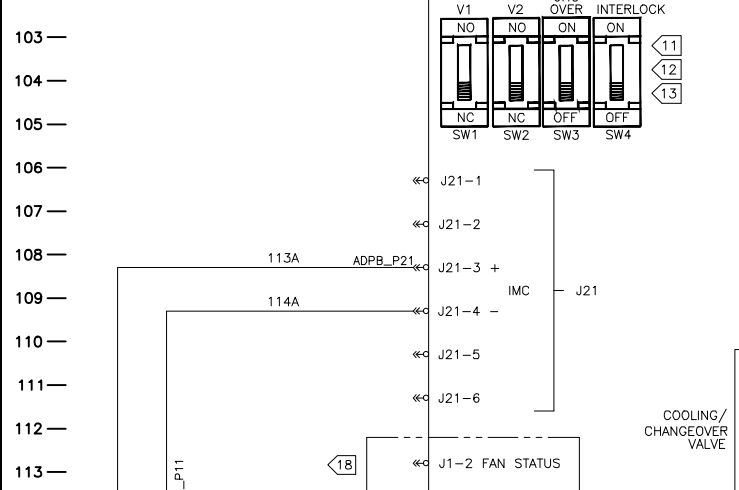 V1 V2 OVER INTERLOCK
NO NO ON ON
103
11
104
12
13
NC NC OFF OFF
105
SW1 SW2 SW3 SW4
106
J21-1
107
J21-2
108
113A ADPB_P21 J21-3 +
109
IMC J21
114A J21-4 -
110
J21-5
111
J21-6
COOLING/
CHANGEOVER
VALVE
112
18
J1-2 FAN STATUS
113
_P11